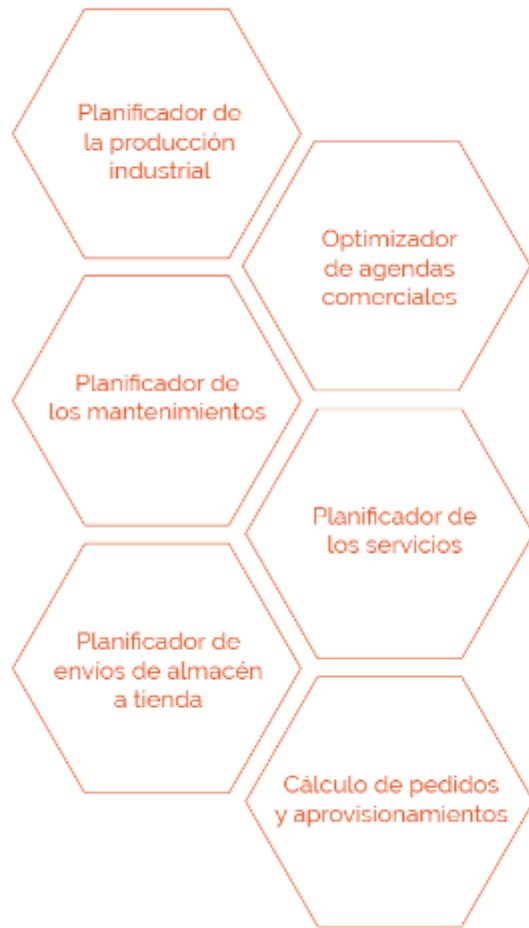 Planificador de
la producción
industrial
Optimizador
de agendas
comerciales
Planificador de
los mantenimientos
Planificador de
los servicios
Planificador de
envíos de almacén
a tienda
Cálculo de pedidos
y aprovisionamientos